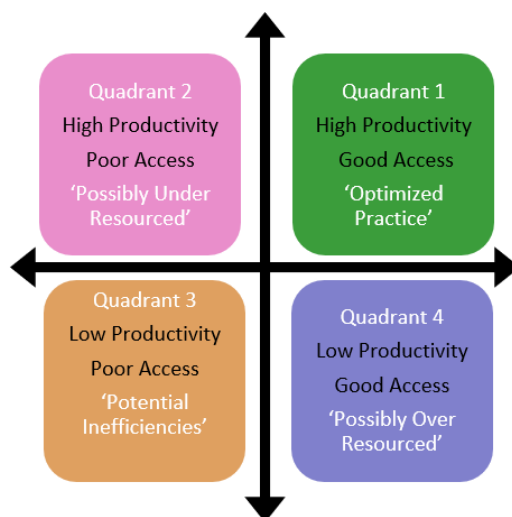 Quadrant 2
High Productivity
Poor Access
‘Possibly Under
Resourced’
Quadrant 1
High Productivity
Good Access
‘Optimized
Practice’
Quadrant 3
Low Productivity
Poor Access
‘Potential
Inefficiencies’
Quadrant 4
Low Productivity
Good Access
‘Possibly Over
Resourced’